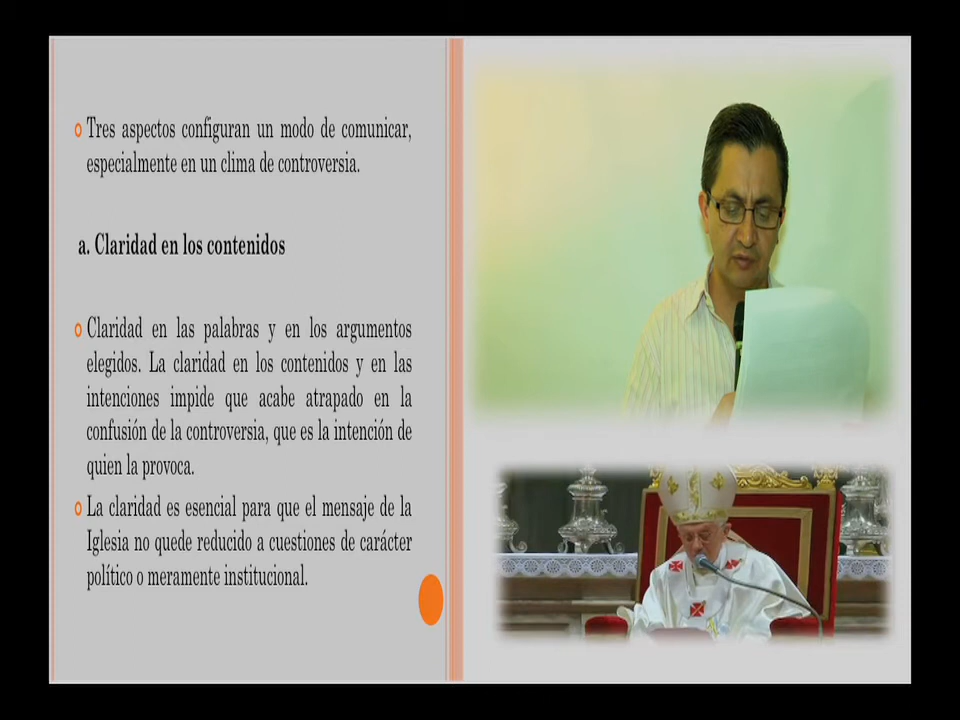 Tres aspectos configuran un modo de comunicar,
especialmente en un clima de controversia.
a. Claridad en los contenidos
Claridad en las palabras y en los argumentos
elegidos. La claridad en los contenidos y en las
intenciones impide que acabe atrapado en la
confusión de la controversia, que es la intención de
quien la provoca.
La claridad es esencial para que el mensaje de la
Iglesia no quede reducido a cuestiones de carácter
político o meramente institucional.